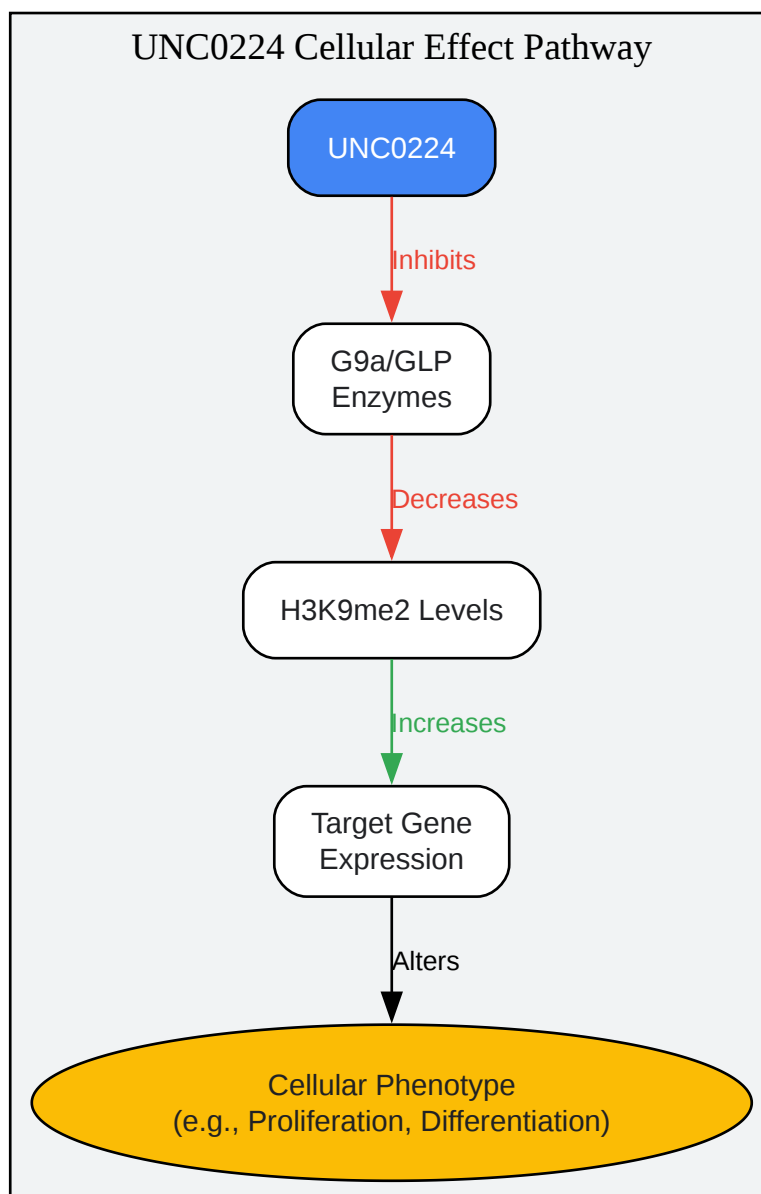 UNC0224 Cellular Effect Pathway
UNC0224
Inhibits
G9a/GLP
Enzymes
Decreases
H3K9me2 Levels
Increases
Target Gene
Expression
Alters
Cellular Phenotype
(e.g., Proliferation, Differentiation)